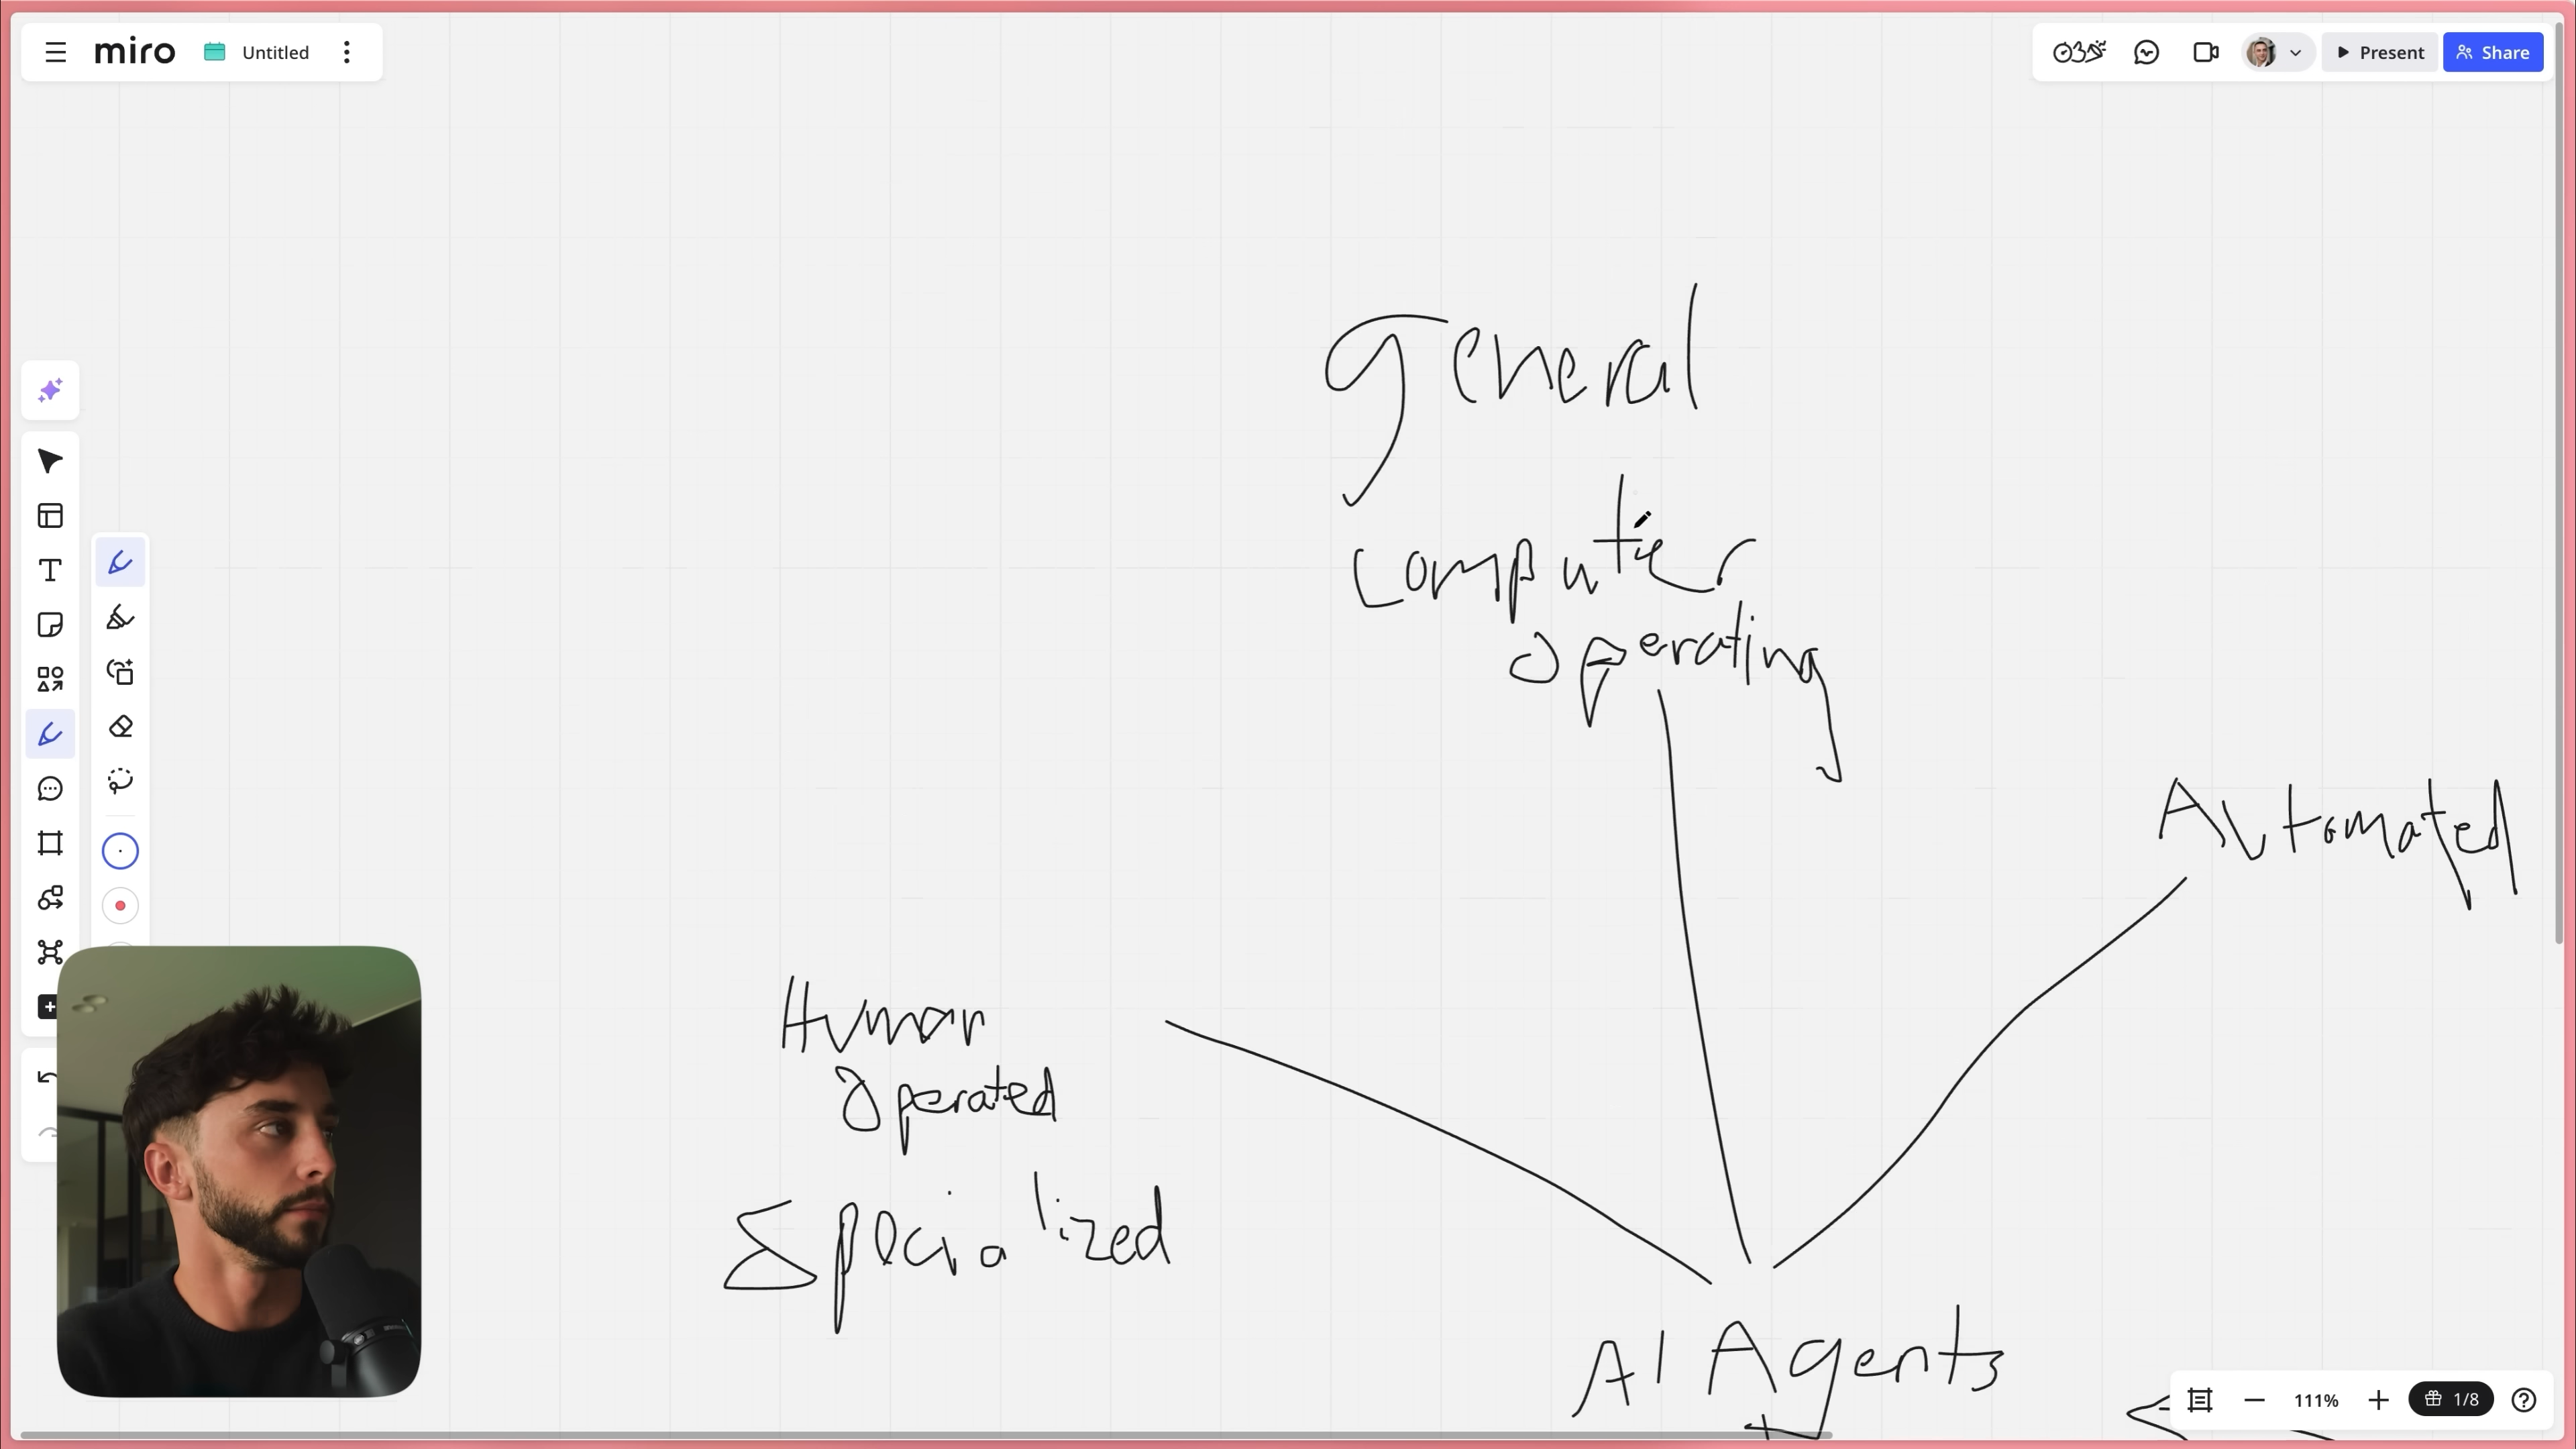 miro Untitled
Present Share
General
Computer
Operating
Automated
Human
Operated
Specialized
AI Agents
111% 1/8